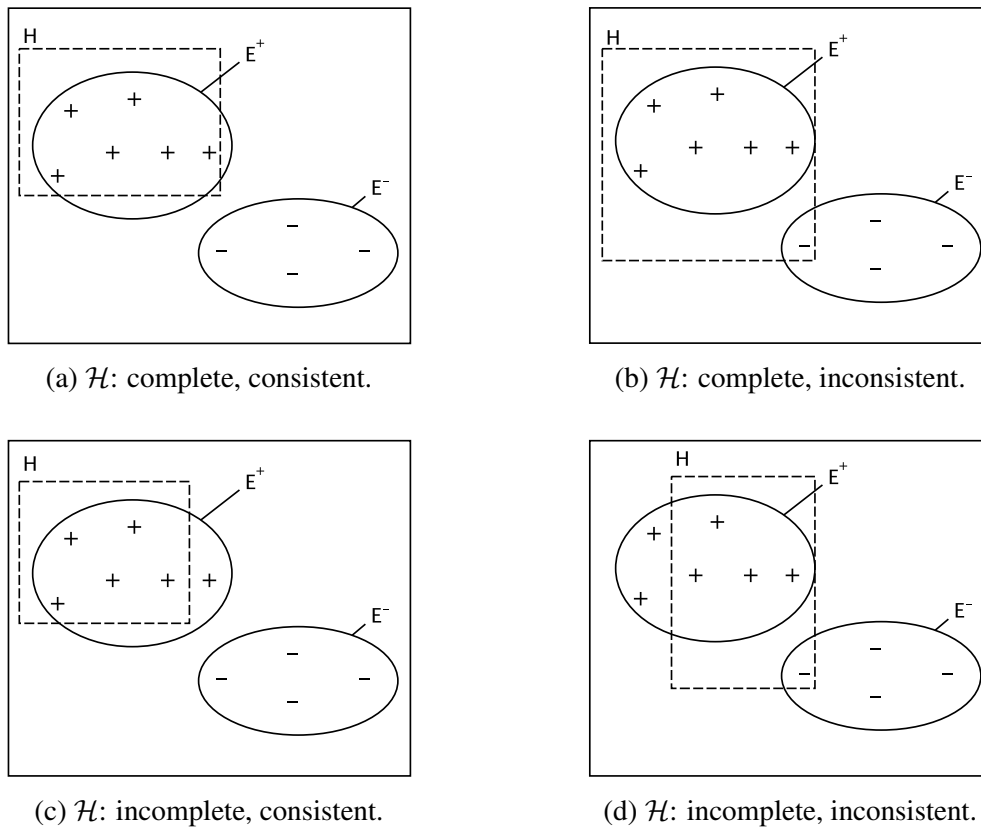 H
E⁺
+ + + + + +
E⁻
− − − −
(a) ℋ: complete, consistent.
H
E⁺
+ + + + + +
E⁻
− − − −
(b) ℋ: complete, inconsistent.
H
E⁺
+ + + + + +
E⁻
− − − −
(c) ℋ: incomplete, consistent.
H
E⁺
+ + + + + +
E⁻
− − − −
(d) ℋ: incomplete, inconsistent.